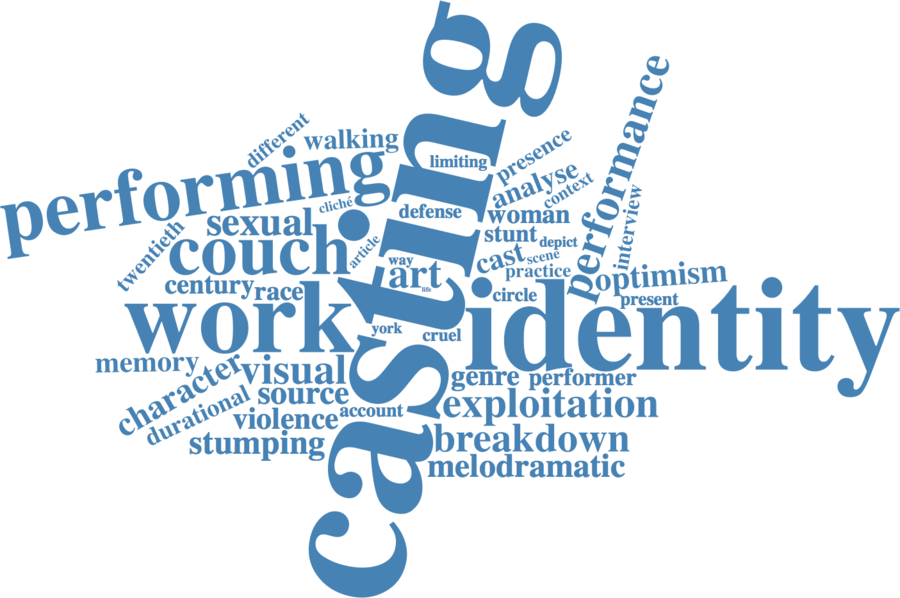 casting
different
walking
performing
limiting
presence
performance
analyse
context
cliché
sexual
defense
woman
interview
twentieth
couch
article
stunt
depict
way
art
life
cast
scene
practice
optimism
century
race
circle
present
work
identity
york
cruel
memory
character
visual
genre
performer
source
durational
violence
account
exploitation
stumping
breakdown
melodramatic